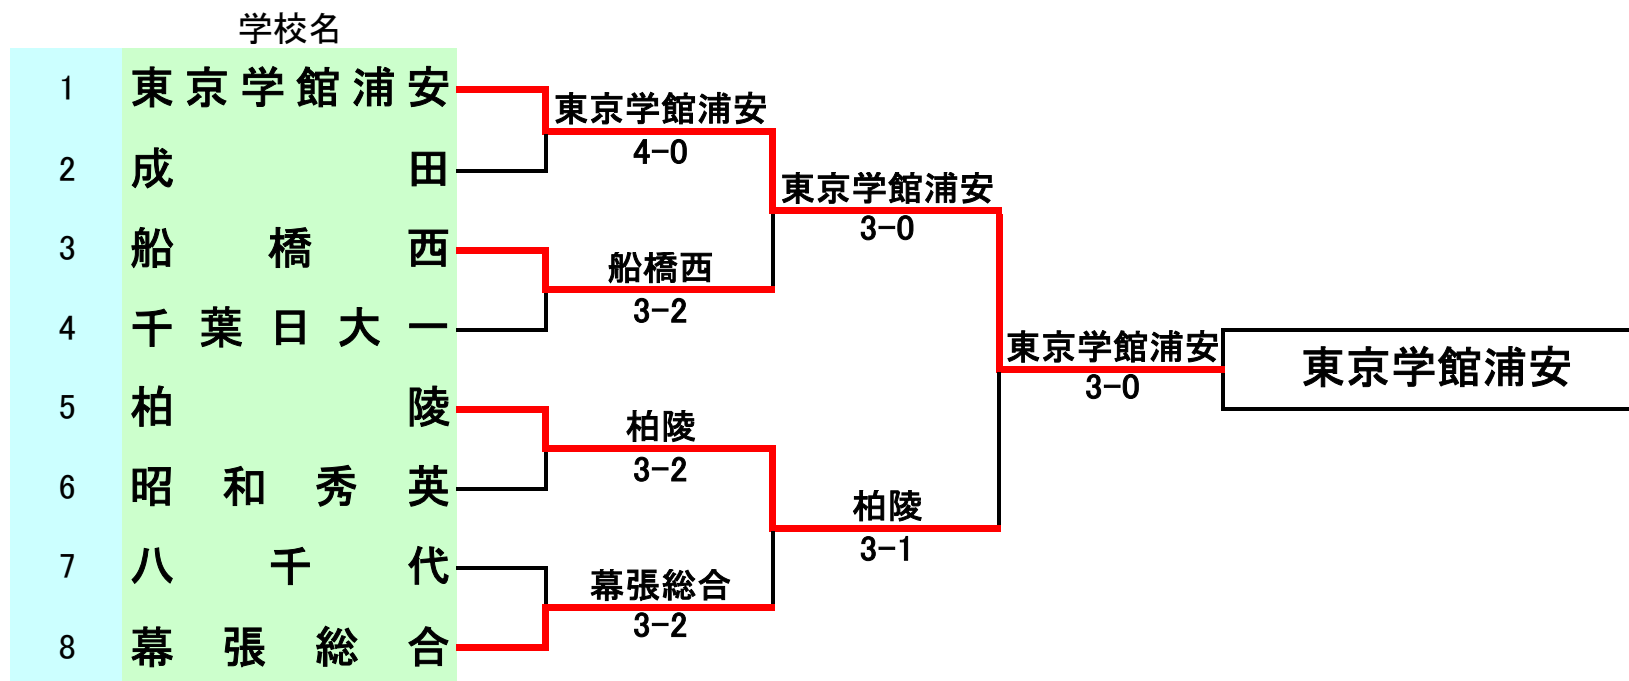 学校名
1 東京学館浦安
2 成田
3 船橋西
4 千葉日大一
5 柏陵
6 昭和秀英
7 八千代
8 幕張総合
東京学館浦安
4-0
船橋西
3-2
柏陵
3-2
幕張総合
3-2
東京学館浦安
3-0
柏陵
3-1
東京学館浦安
3-0
東京学館浦安